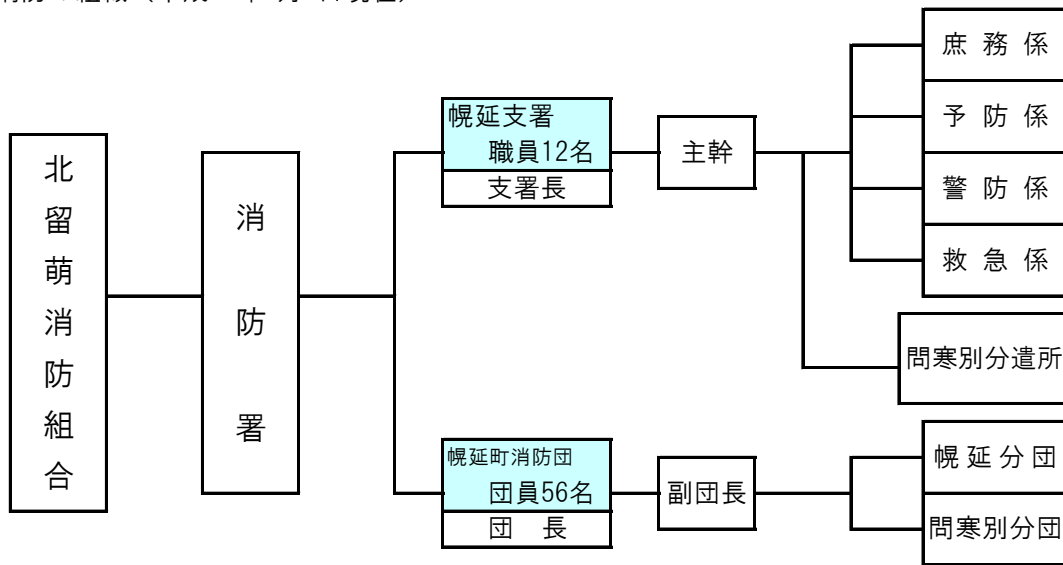 北留萌消防組合
消防署
幌延支署
職員12名
支署長
主幹
庶務係
予防係
警防係
救急係
問寒別分遣所
幌延町消防団
団員56名
団長
副団長
幌延分団
問寒別分団